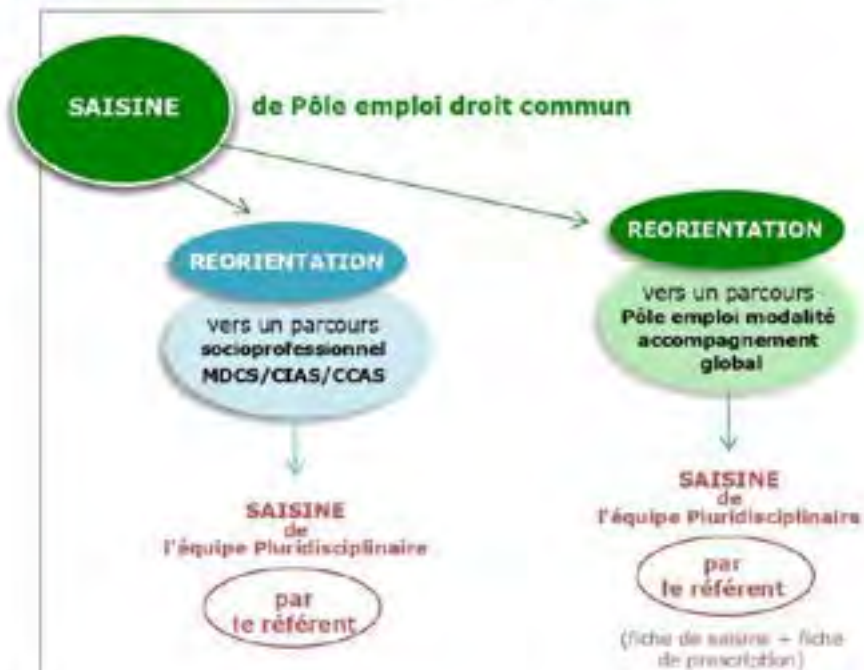 SAISINE
de Pôle emploi droit commun
REORIENTATION
vers un parcours
socioprofessionnel
MDCS/CIAS/CCAS
SAISINE
de
l'équipe Pluridisciplinaire
par
le référent
REORIENTATION
vers un parcours
Pôle emploi modalité
accompagnement
global
SAISINE
de
l'équipe Pluridisciplinaire
par
le référent
(fiche de saisine + fiche
de prescription)